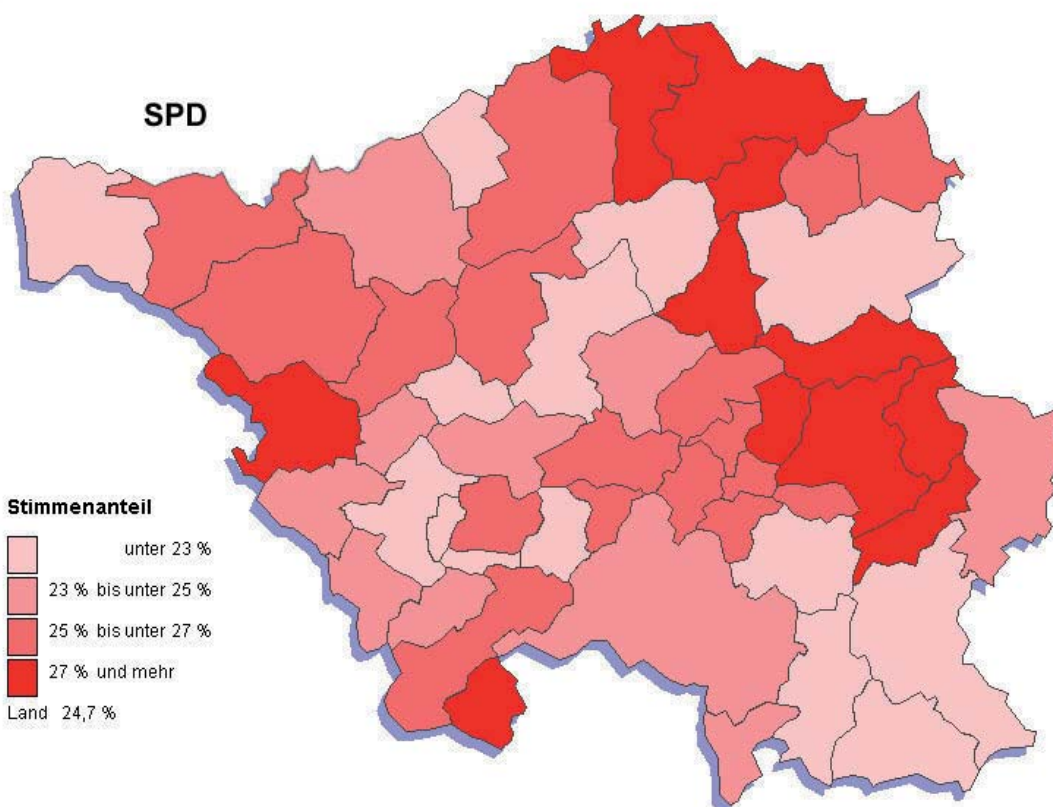 SPD
Stimmenanteil
unter 23 %
23 % bis unter 25 %
25 % bis unter 27 %
27 % und mehr
Land 24,7 %